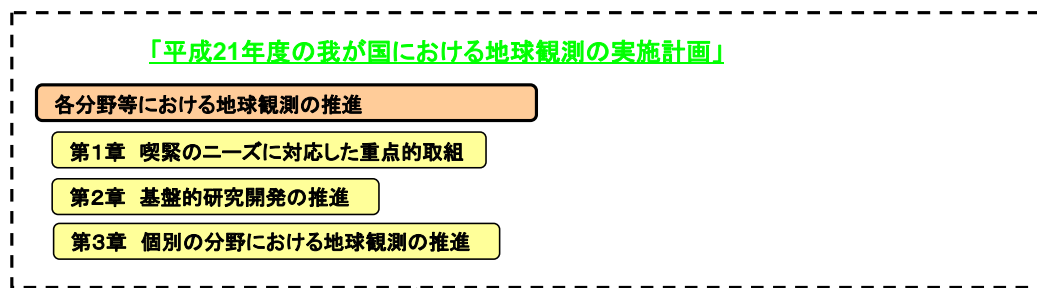 「平成21年度の我が国における地球観測の実施計画」
各分野等における地球観測の推進
第1章 喫緊のニーズに対応した重点的取組
第2章 基盤的研究開発の推進
第3章 個別の分野における地球観測の推進